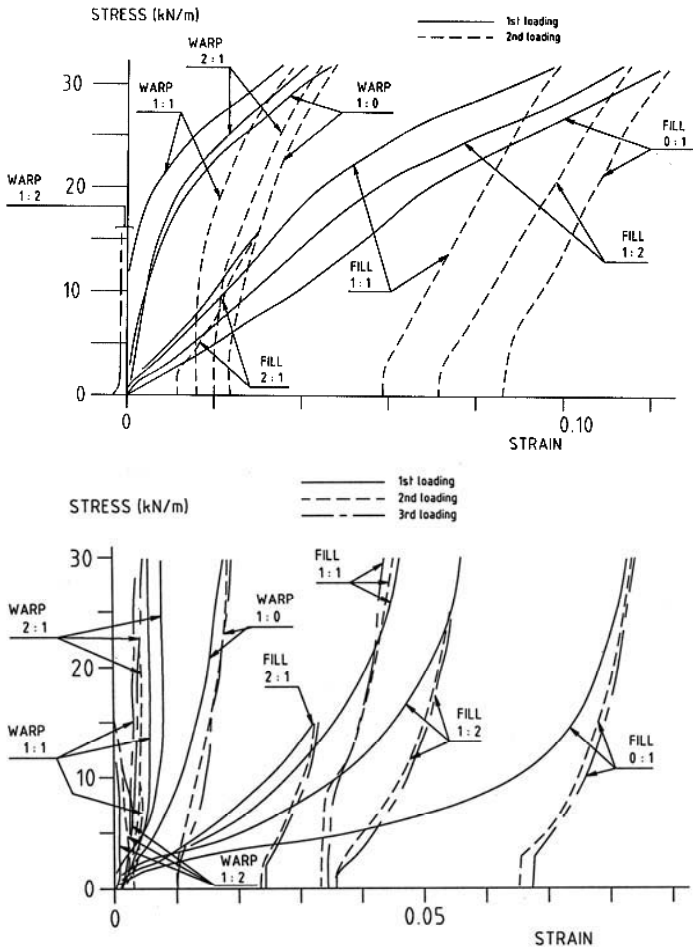 STRESS (kN/m)
1st loading
2nd loading
WARP
2:1
WARP
1:1
WARP
1:0
30
FILL
0:1
WARP
1:2
20
FILL
1:2
FILL
1:1
10
FILL
2:1
0
0
0.10
STRAIN
1st loading
2nd loading
3rd loading
STRESS (kN/m)
30
FILL
1:1
WARP
2:1
WARP
1:0
FILL
2:1
20
FILL
1:2
WARP
1:1
FILL
0:1
10
WARP
1:2
0
0
0.05
STRAIN